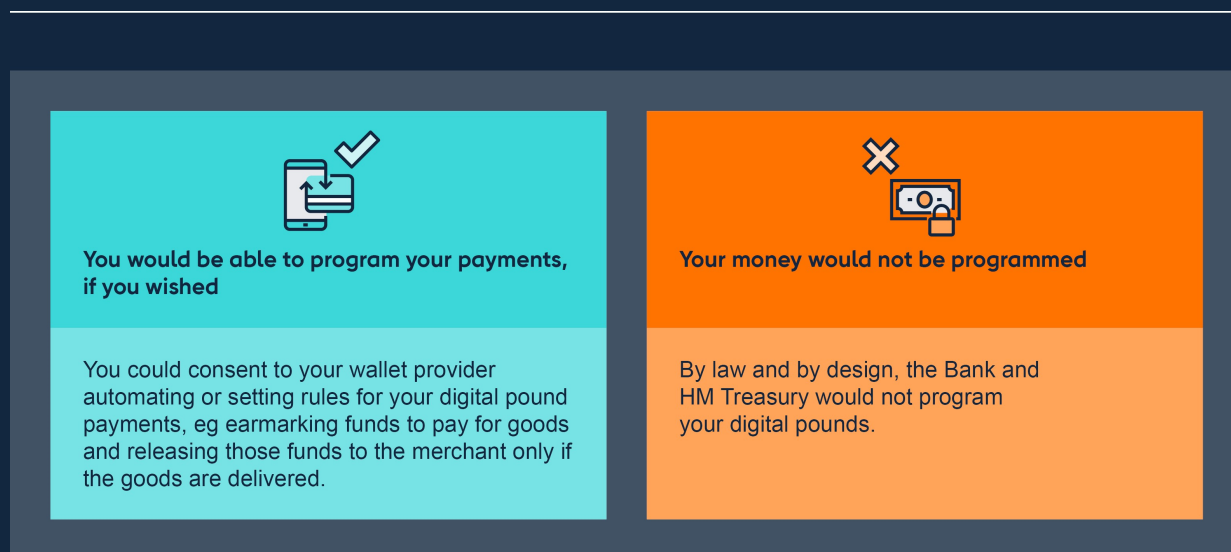 You would be able to program your payments,
if you wished
You could consent to your wallet provider
automating or setting rules for your digital pound
payments, eg earmarking funds to pay for goods
and releasing those funds to the merchant only if
the goods are delivered.
Your money would not be programmed
By law and by design, the Bank and
HM Treasury would not program
your digital pounds.